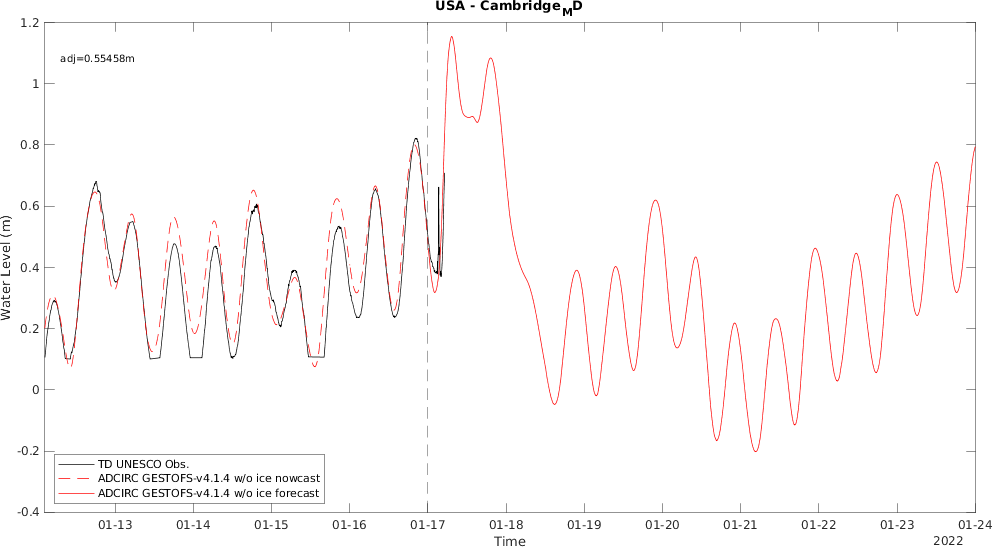 USA - Cambridge_MD
adj=0.55458m
Water Level (m)
1.2
1
0.8
0.6
0.4
0.2
0
-0.2
-0.4
TD UNESCO Obs.
ADCIRC GESTOFS-v4.1.4 w/o ice nowcast
ADCIRC GESTOFS-v4.1.4 w/o ice forecast
01-13 01-14 01-15 01-16 01-17 01-18 01-19 01-20 01-21 01-22 01-23 01-24
Time
2022